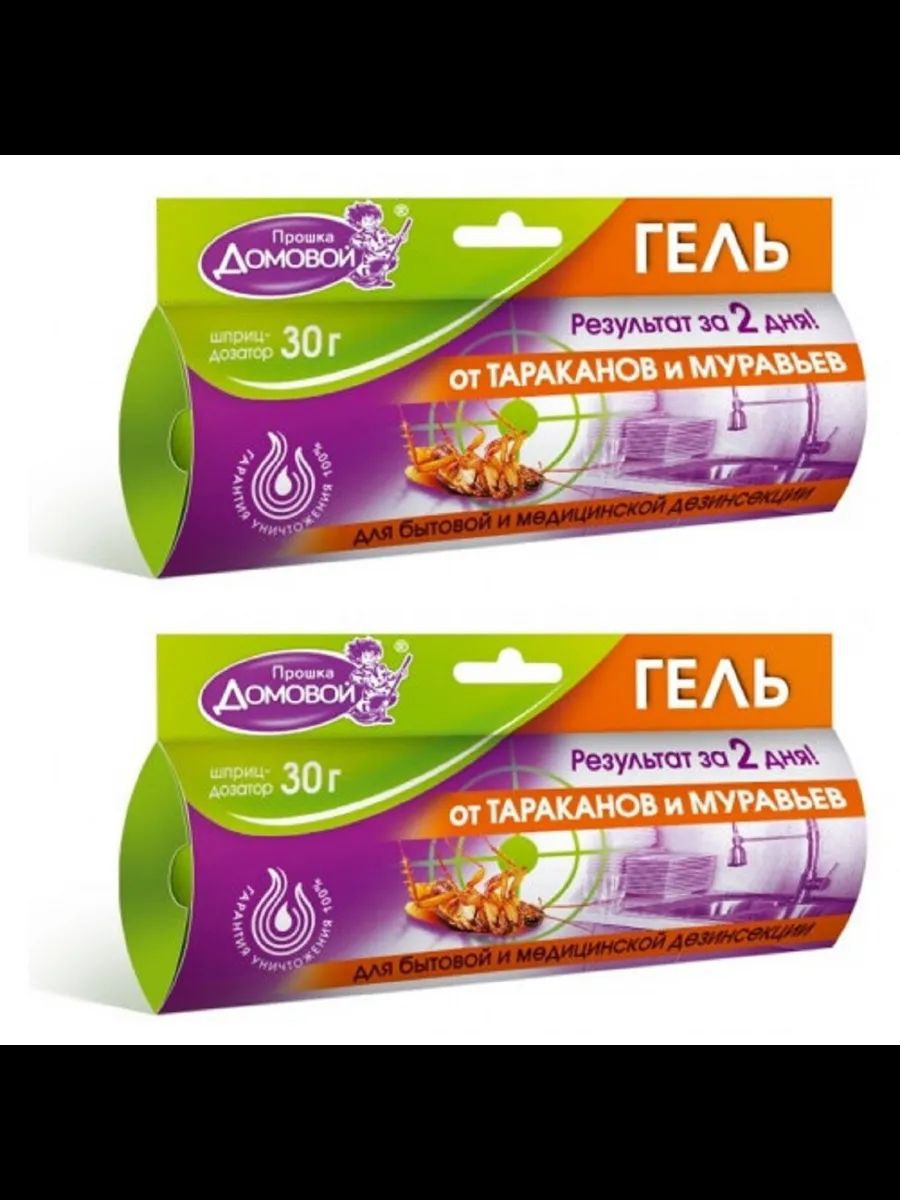 Прошка
ДОМОВОЙ®
ГЕЛЬ
шприц-
дозатор 30 г
Результат за 2 дня!
от ТАРАКАНОВ и МУРАВЬЕВ
ГАРАНТИЯ УНИЧТОЖЕНИЯ 100%
для бытовой и медицинской дезинсекции
Прошка
ДОМОВОЙ®
ГЕЛЬ
шприц-
дозатор 30 г
Результат за 2 дня!
от ТАРАКАНОВ и МУРАВЬЕВ
ГАРАНТИЯ УНИЧТОЖЕНИЯ 100%
для бытовой и медицинской дезинсекции